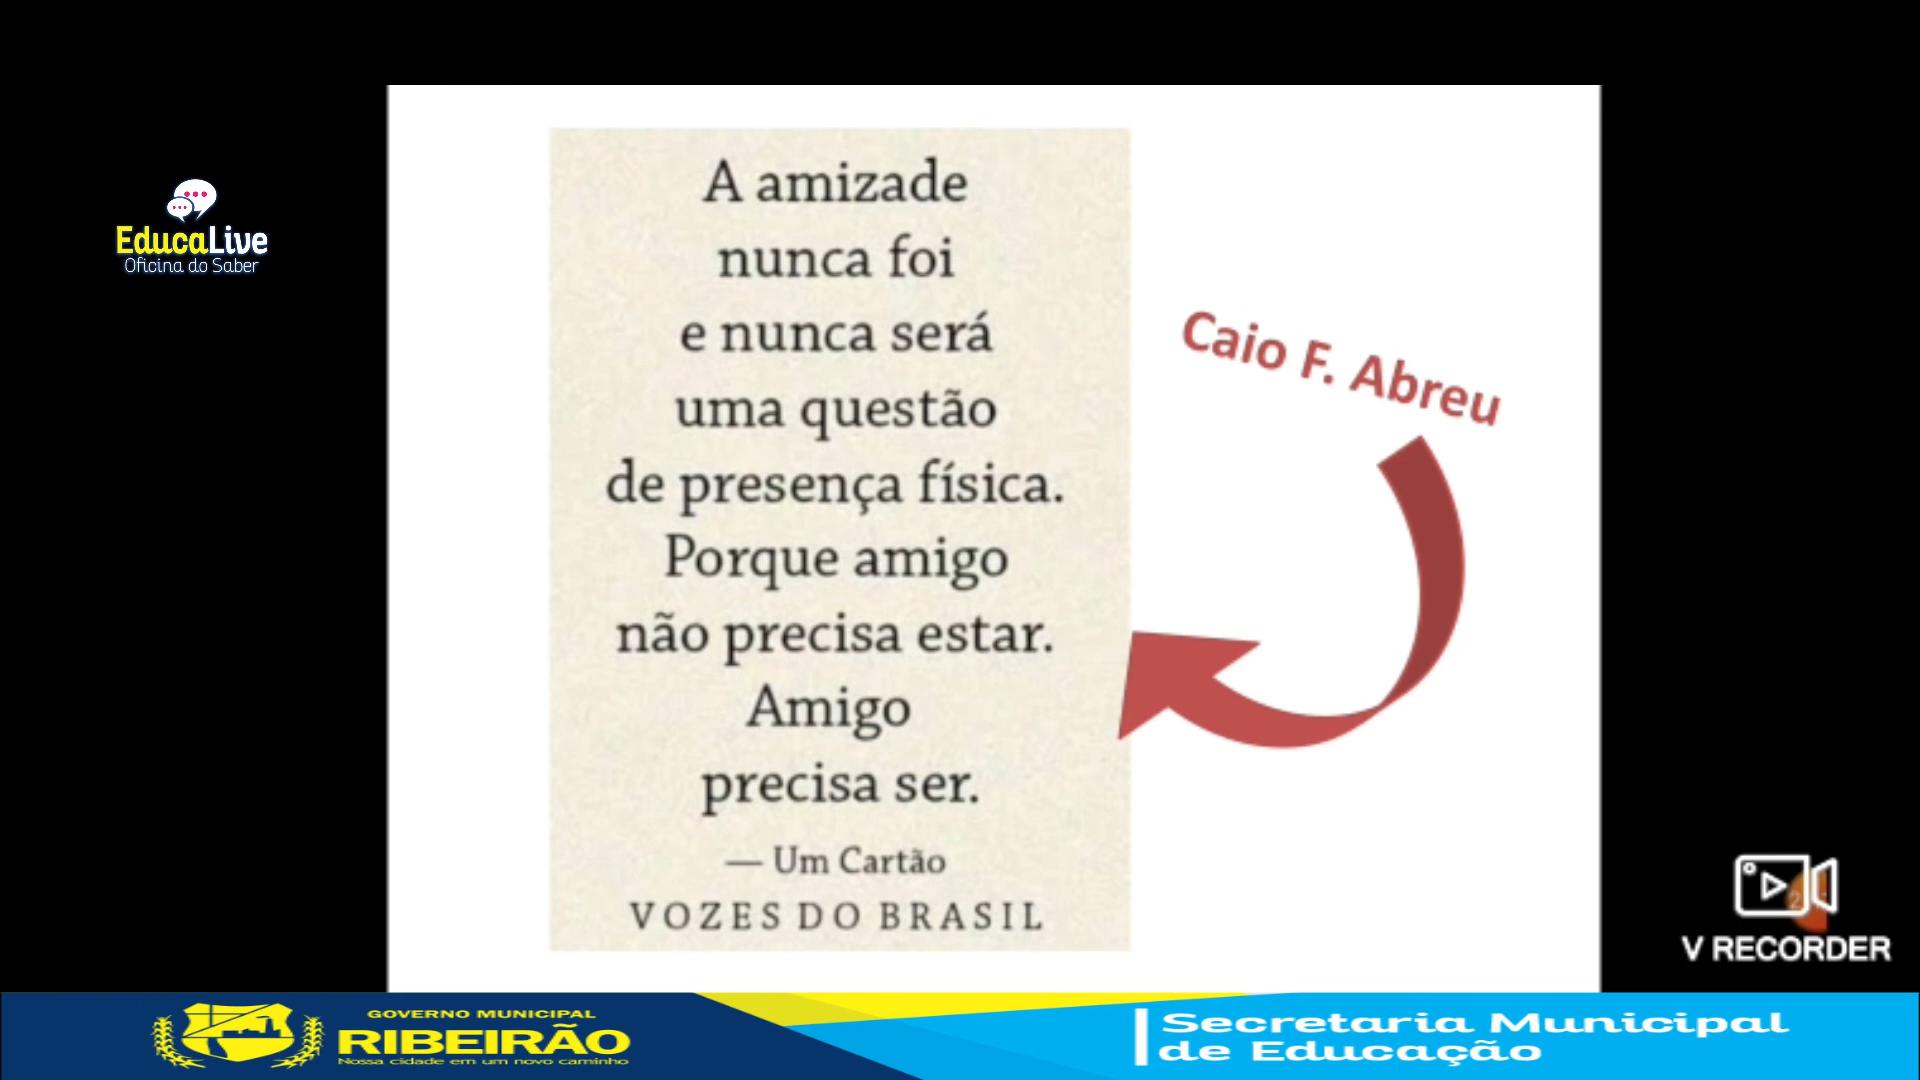 EducaLive
Oficina do Saber
A amizade
nunca foi
e nunca será
uma questão
de presença física.
Porque amigo
não precisa estar.
Amigo
precisa ser.
— Um Cartão
VOZES DO BRASIL
Caio F. Abreu
V RECORDER
GOVERNO MUNICIPAL
RIBEIRÃO
Nossa cidade em um novo caminho
Secretaria Municipal
de Educação